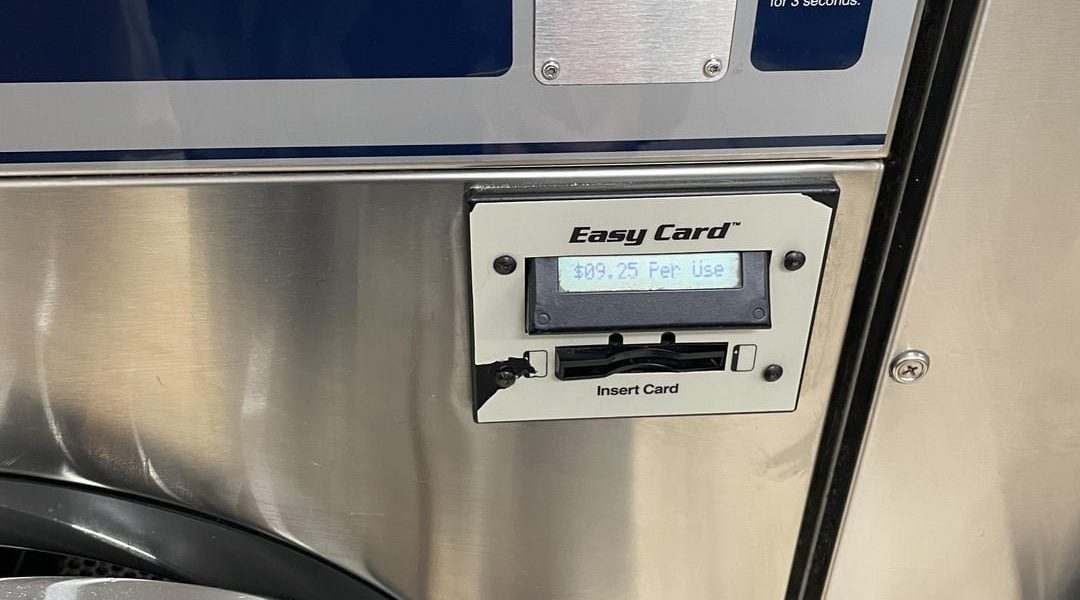 for 3 seconds.
Easy Card™
$09.25 Per Use
Insert Card